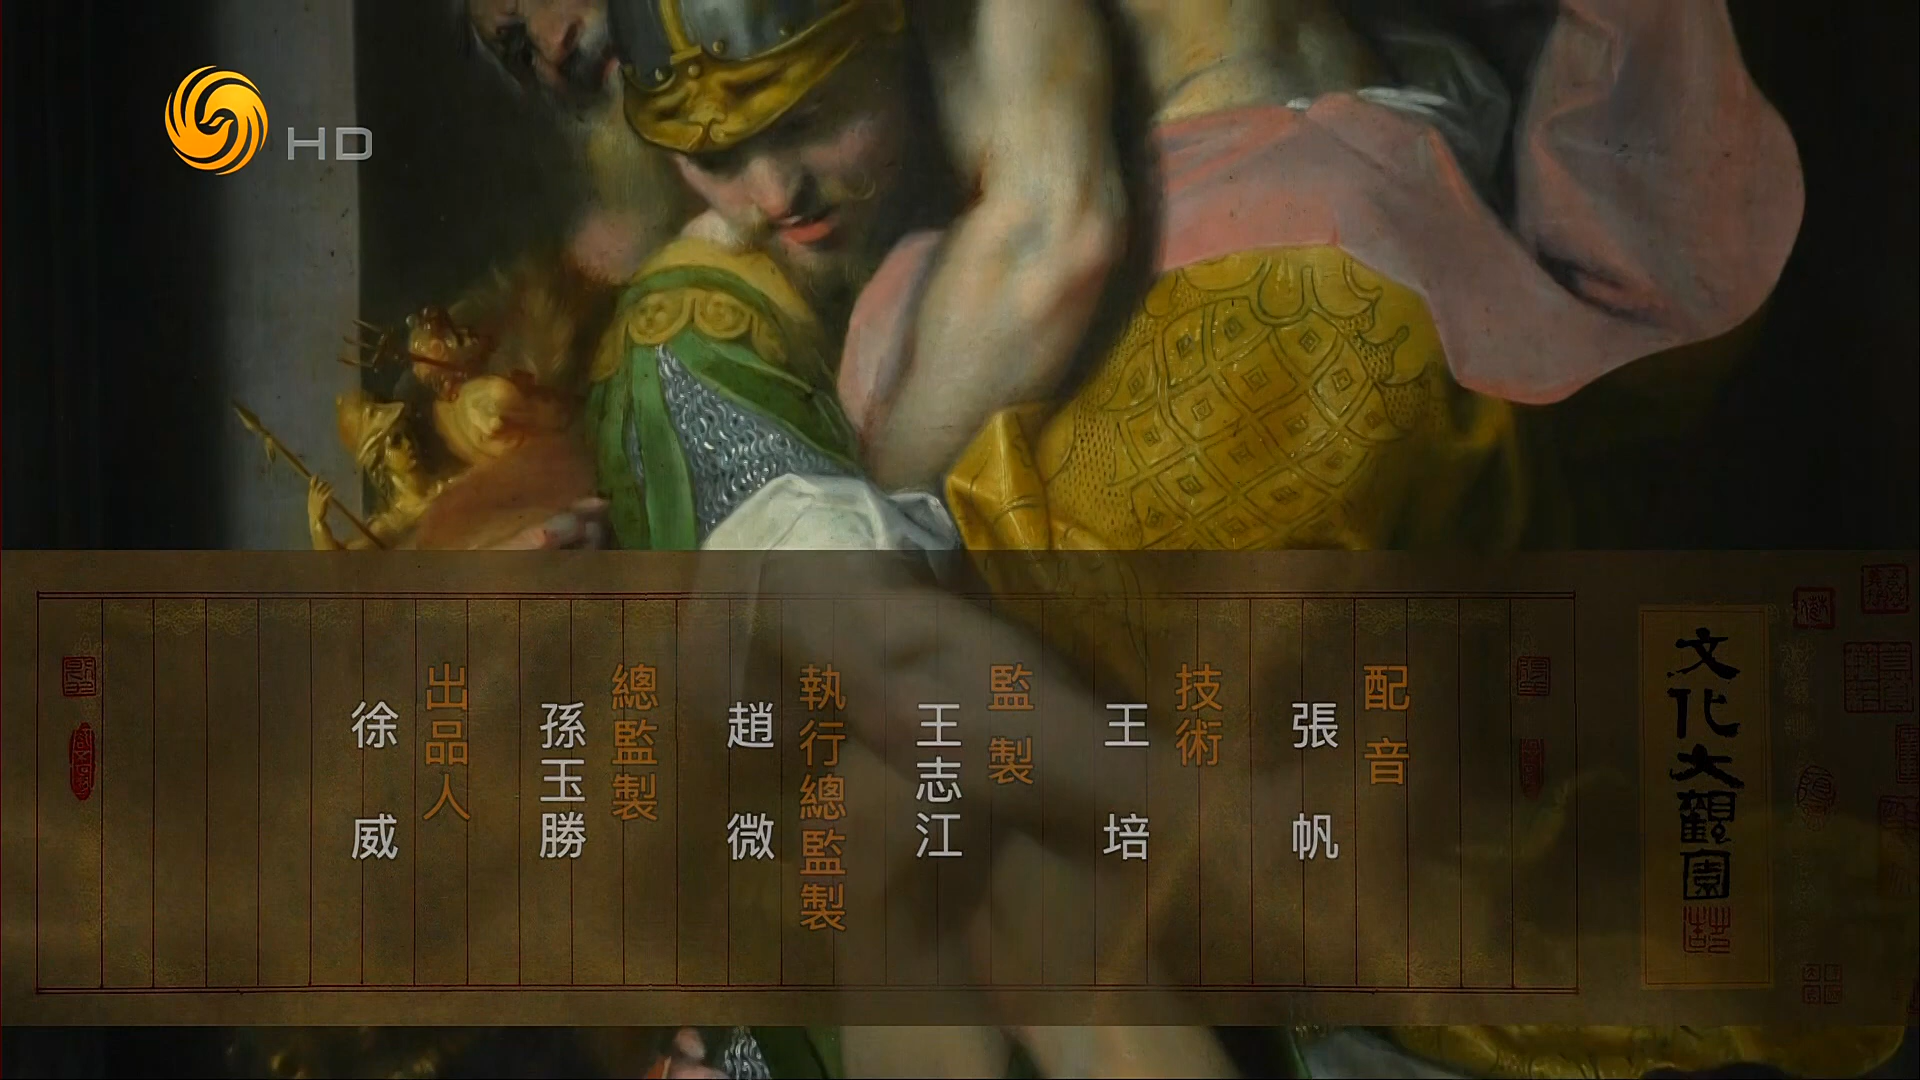 HD
文化大觀園
配音
張帆
技術
王培
監製
王志江
執行總監製
趙微
總監製
孫玉勝
出品人
徐威